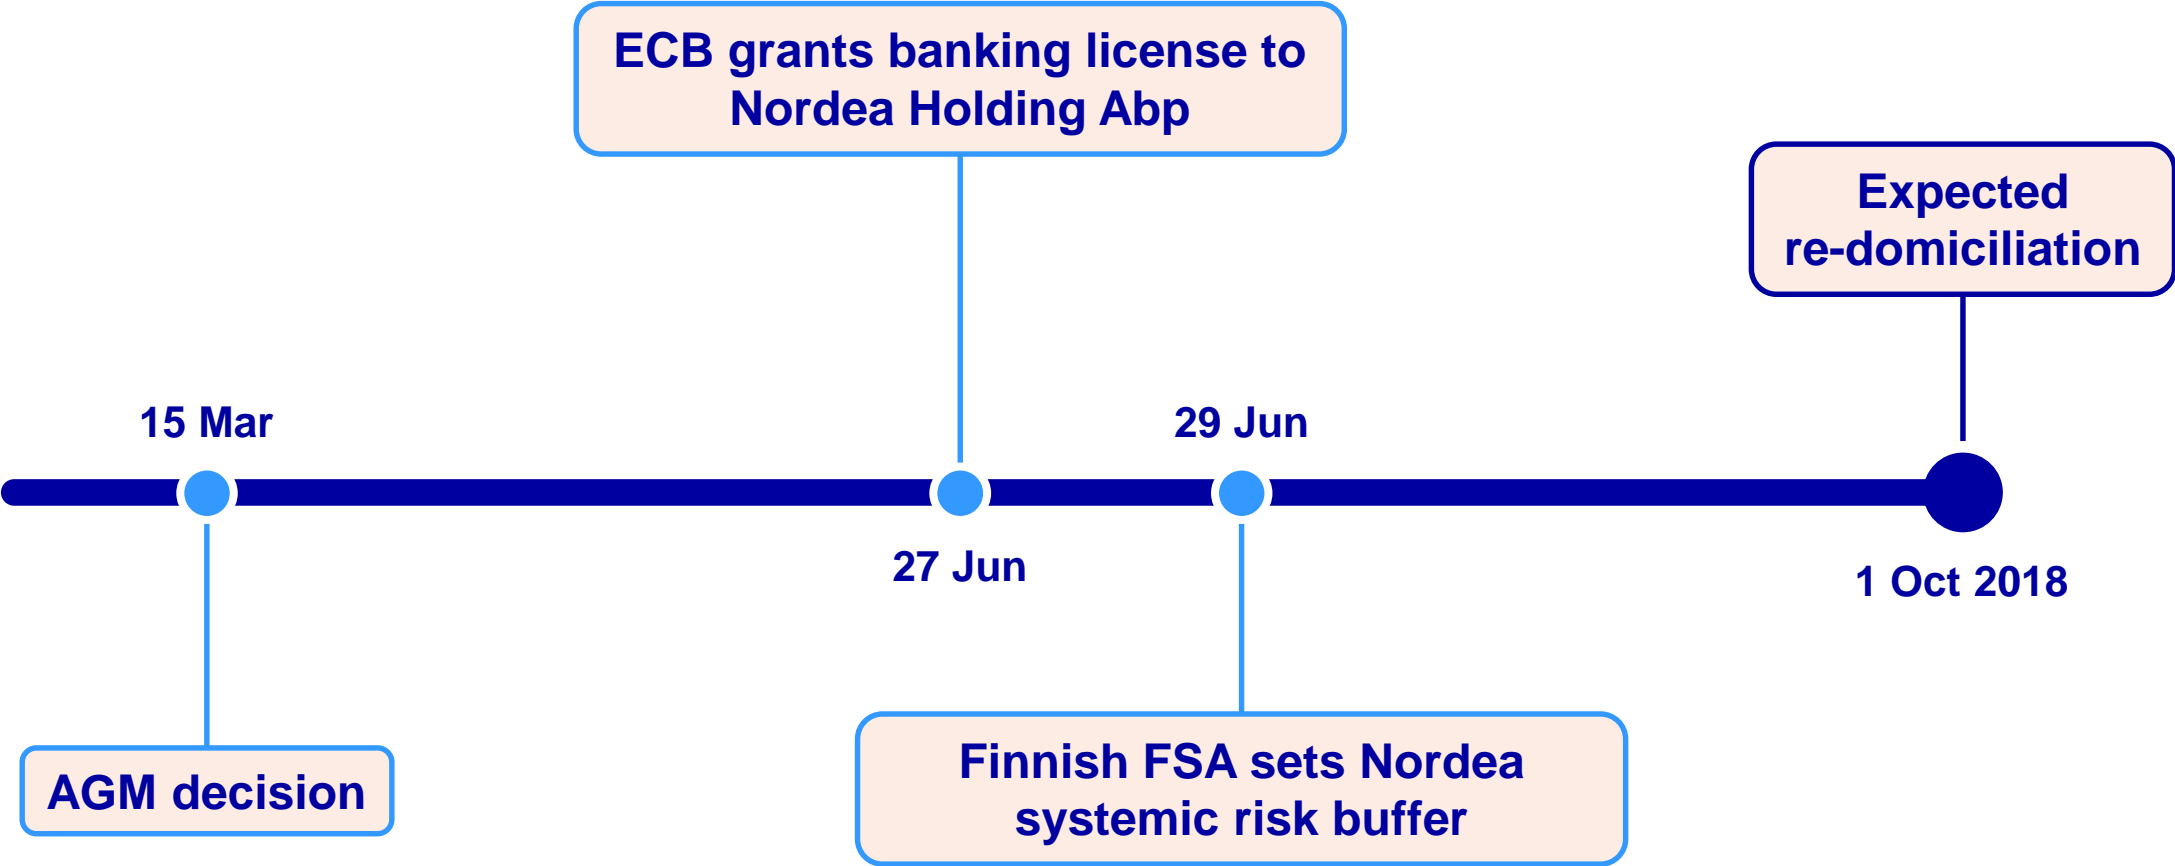 ECB grants banking license to
Nordea Holding Abp
Expected
re-domiciliation
15 Mar
29 Jun
27 Jun
1 Oct 2018
AGM decision
Finnish FSA sets Nordea
systemic risk buffer